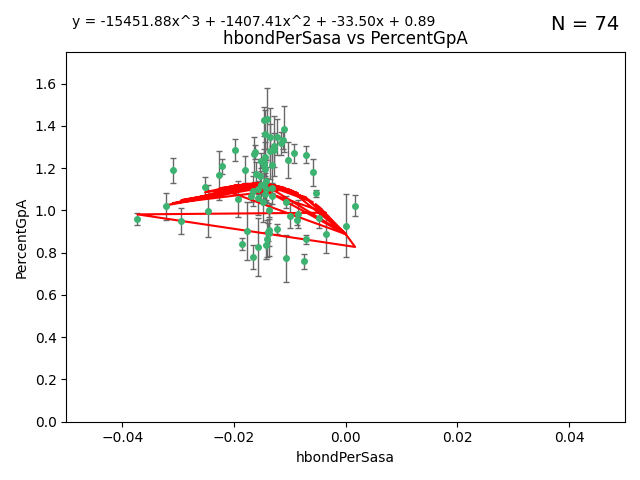 y = -15451.88x^3 + -1407.41x^2 + -33.50x + 0.89
N = 74
hbondPerSasa vs PercentGpA
PercentGpA
1.6
1.4
1.2
1.0
0.8
0.6
0.4
0.2
0.0
−0.04
−0.02
0.00
0.02
0.04
hbondPerSasa